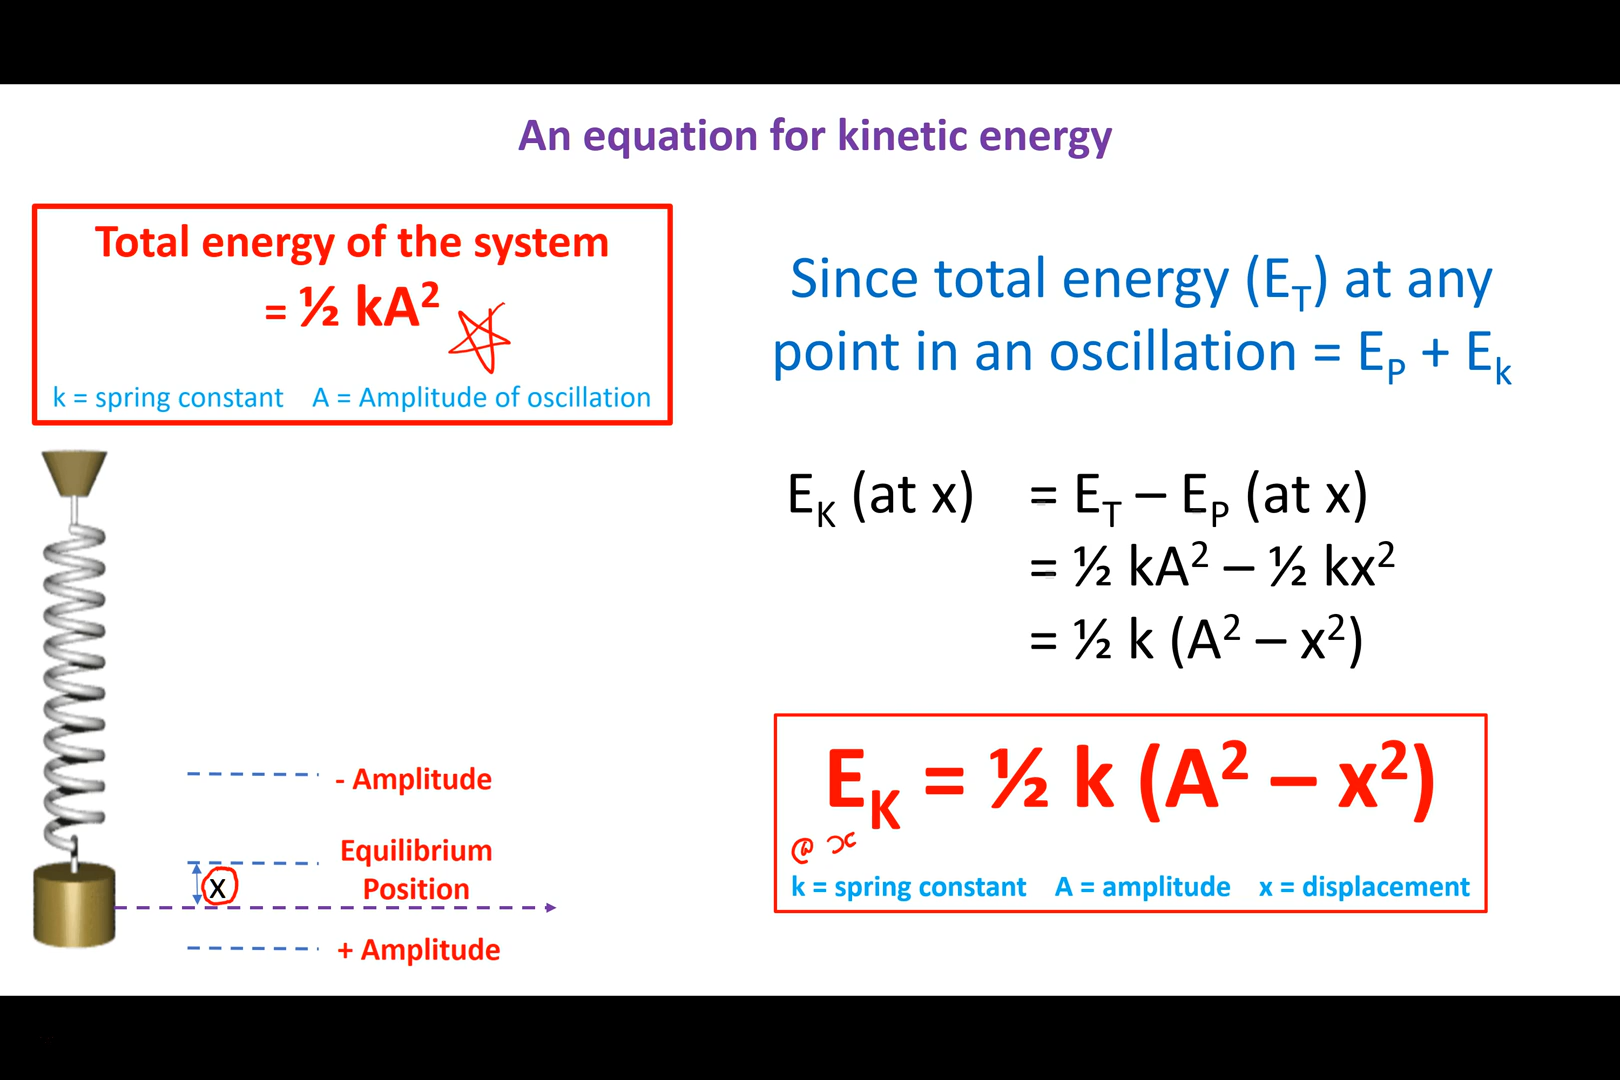 An equation for kinetic energy
Total energy of the system
= ½ kA²
k = spring constant A = Amplitude of oscillation
Since total energy (E_T) at any
point in an oscillation = E_P + E_k
E_K (at x) = E_T – E_P (at x)
= ½ kA² – ½ kx²
= ½ k (A² – x²)
- Amplitude
Equilibrium
Position
x
+ Amplitude
E_K = ½ k (A² – x²)
@ x
k = spring constant A = amplitude x = displacement